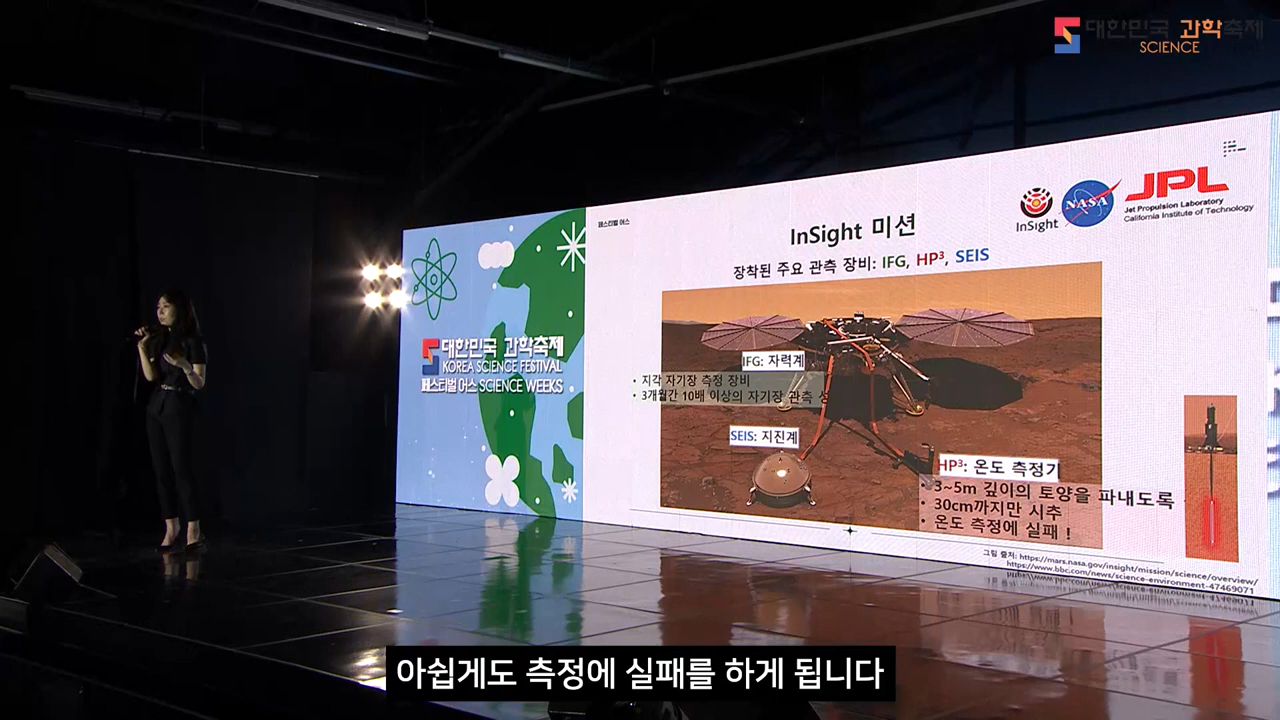 대한민국 과학축제
SCIENCE
페스티벌 어스
InSight 미션
InSight
NASA
JPL
Jet Propulsion Laboratory
California Institute of Technology
장착된 주요 관측 장비: IFG, HP³, SEIS
대한민국 과학축제
KOREA SCIENCE FESTIVAL
페스티벌 어스 SCIENCE WEEKS
IFG: 자력계
• 지각 자기장 측정 장비
• 3개월간 10배 이상의 자기장 관측 성
SEIS: 지진계
HP³: 온도 측정기
• 3~5m 깊이의 토양을 파내도록
• 30cm까지만 시추
• 온도 측정에 실패 !
그림 출처: https://mars.nasa.gov/insight/mission/science/overview/
https://www.bbc.com/news/science-environment-47469071
아쉽게도 측정에 실패를 하게 됩니다